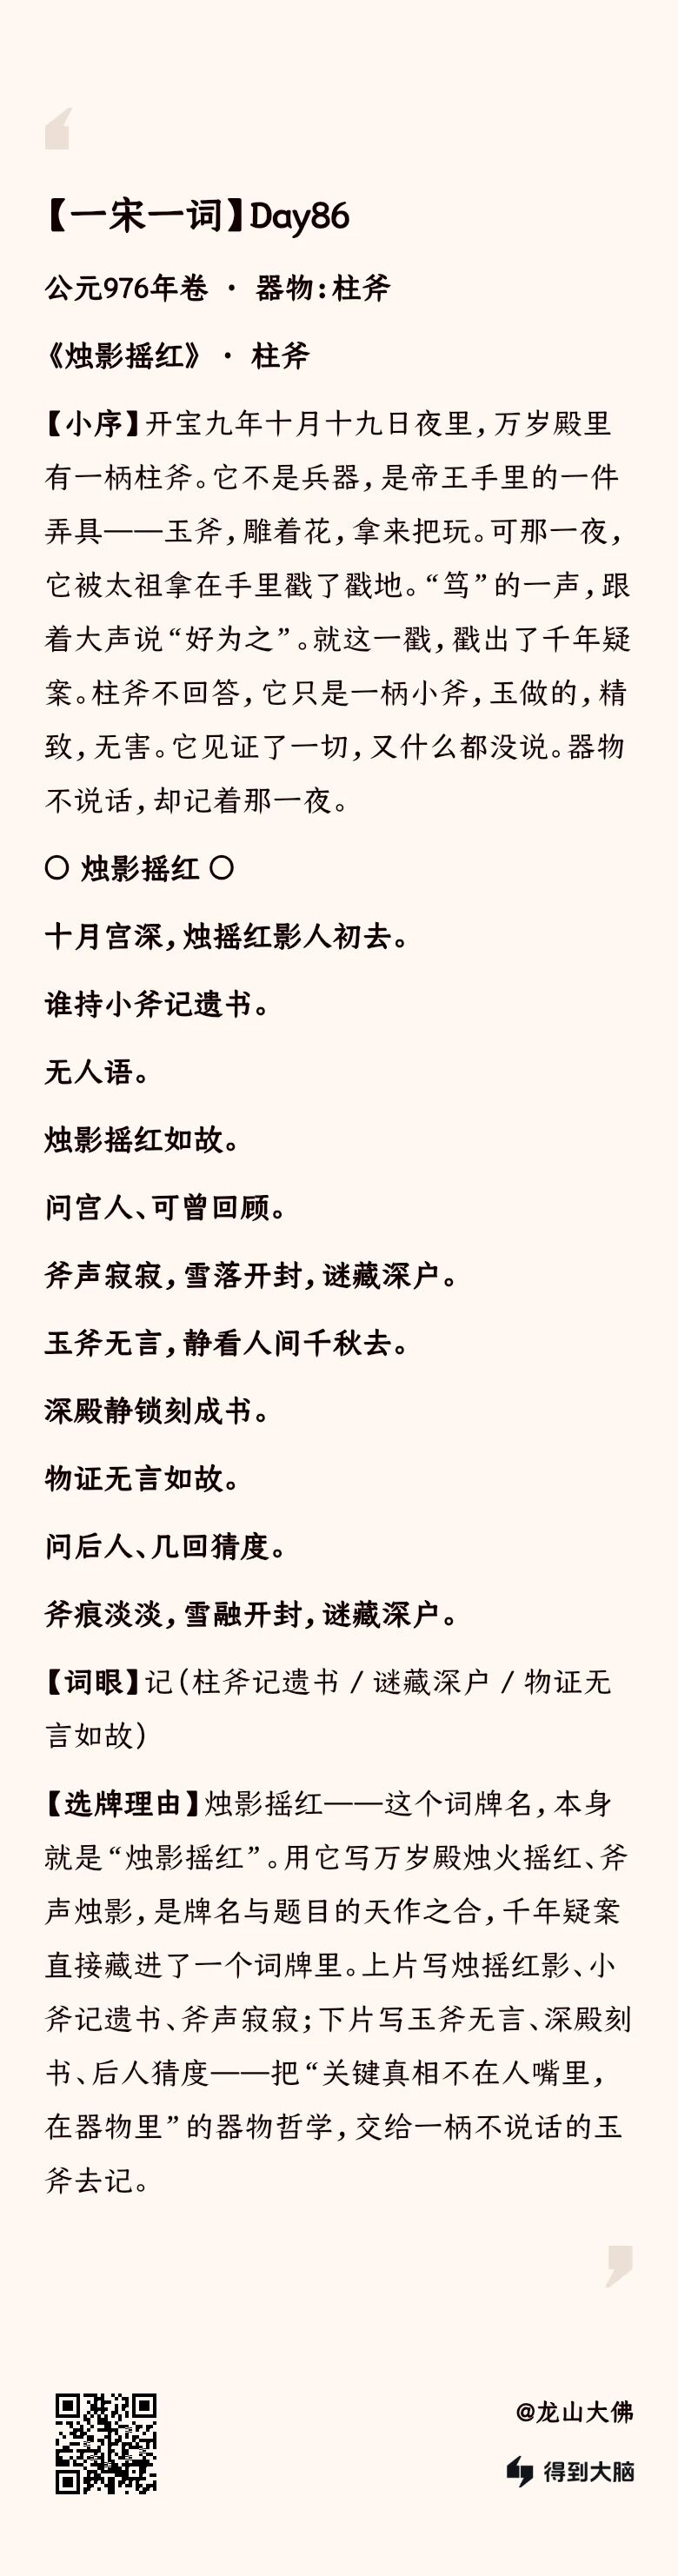 【一宋一词】Day86
公元976年卷 · 器物:柱斧
《烛影摇红》· 柱斧
【小序】开宝九年十月十九日夜里,万岁殿里
有一柄柱斧。它不是兵器,是帝王手里的一件
弄具——玉斧,雕着花,拿来把玩。可那一夜,
它被太祖拿在手里戳了戳地。“笃”的一声,跟
着大声说“好为之”。就这一戳,戳出了千年疑
案。柱斧不回答,它只是一柄小斧,玉做的,精
致,无害。它见证了一切,又什么都没说。器物
不说话,却记着那一夜。
〇 烛影摇红 〇
十月宫深,烛摇红影人初去。
谁持小斧记遗书。
无人语。
烛影摇红如故。
问宫人、可曾回顾。
斧声寂寂,雪落开封,谜藏深户。
玉斧无言,静看人间千秋去。
深殿静锁刻成书。
物证无言如故。
问后人、几回猜度。
斧痕淡淡,雪融开封,谜藏深户。
【词眼】记(柱斧记遗书 / 谜藏深户 / 物证无
言如故)
【选牌理由】烛影摇红——这个词牌名,本身
就是“烛影摇红”。用它写万岁殿烛火摇红、斧
声烛影,是牌名与题目的天作之合,千年疑案
直接藏进了一个词牌里。上片写烛摇红影、小
斧记遗书、斧声寂寂;下片写玉斧无言、深殿刻
书、后人猜度——把“关键真相不在人嘴里,
在器物里”的器物哲学,交给一柄不说话的玉
斧去记。
@龙山大佛
得到大脑